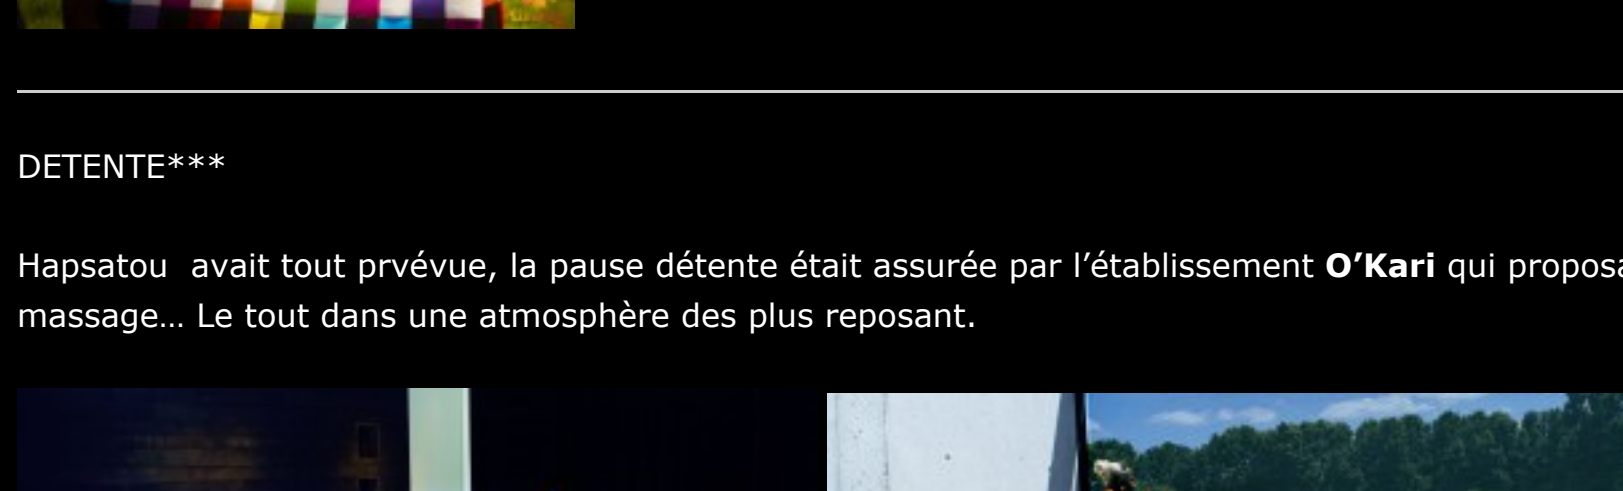 DETENTE***
Hapsatou  avait tout prvévue, la pause détente était assurée par l’établissement O’Kari qui proposa
massage… Le tout dans une atmosphère des plus reposant.